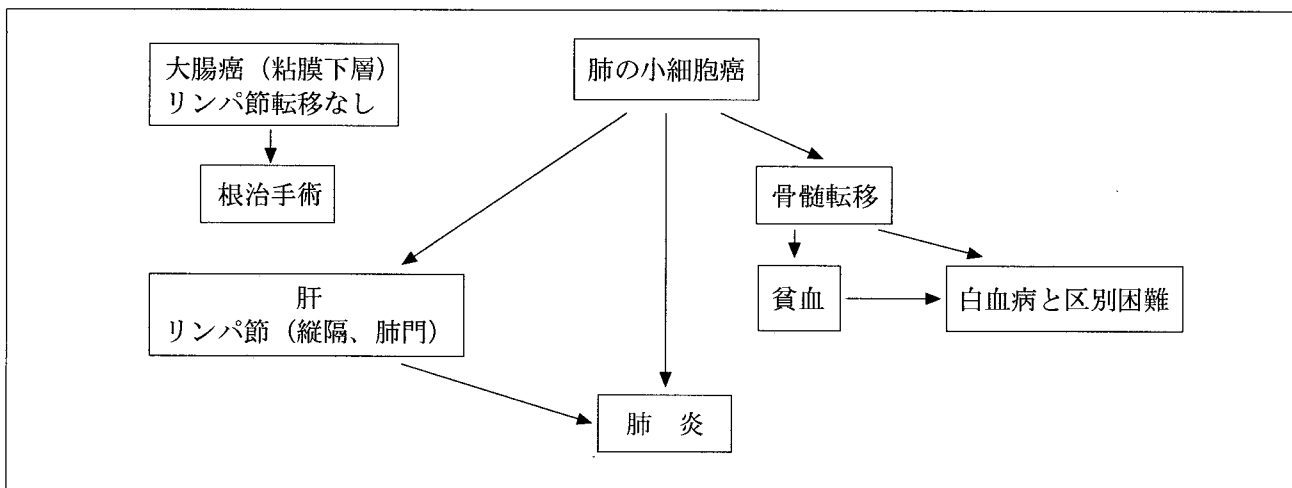 大腸癌（粘膜下層）
リンパ節転移なし
根治手術
肺の小細胞癌
骨髄転移
貧血
白血病と区別困難
肝
リンパ節（縦隔、肺門）
肺　炎